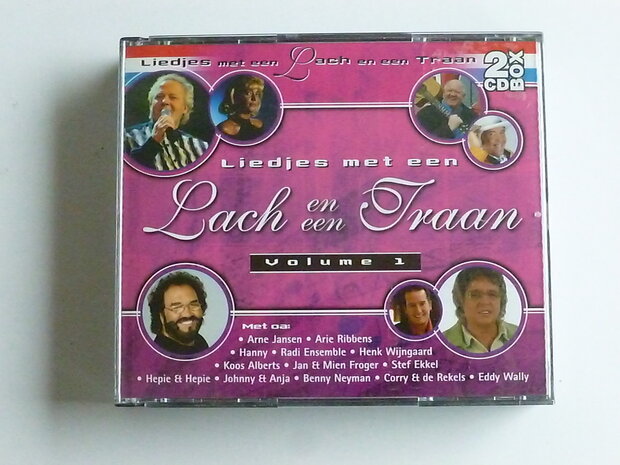 Liedjes met een Lach en een Traan
2
CD
BOX
Liedjes met een
Lach en een Traan
Volume 1
Met oa:
• Arne Jansen • Arie Ribbens
• Hanny • Radi Ensemble • Henk Wijngaard
• Koos Alberts • Jan & Mien Froger • Stef Ekkel
• Hepie & Hepie • Johnny & Anja • Benny Neyman • Corry & de Rekels • Eddy Wally